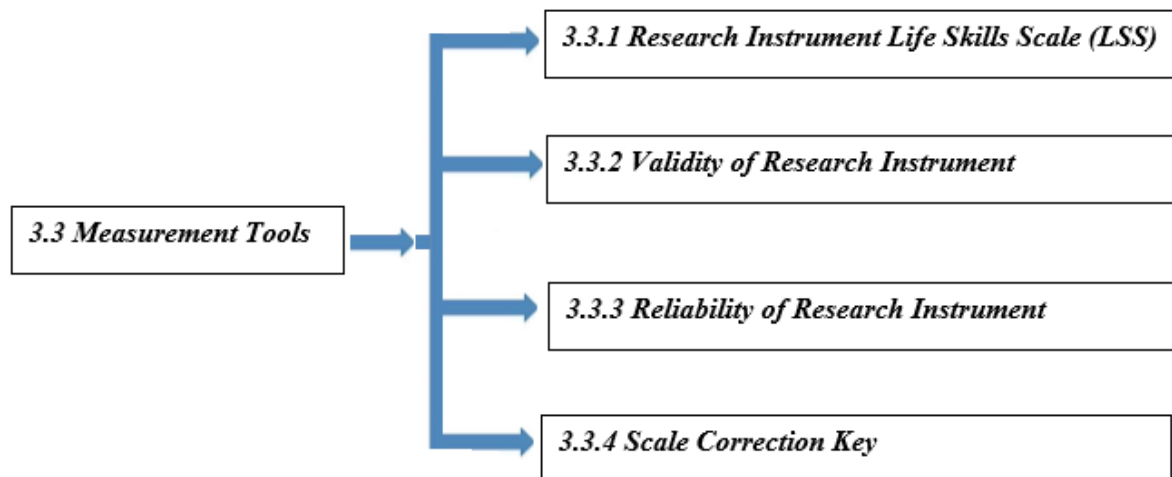 3.3.1 Research Instrument Life Skills Scale (LSS)
3.3.2 Validity of Research Instrument
3.3 Measurement Tools
3.3.3 Reliability of Research Instrument
3.3.4 Scale Correction Key